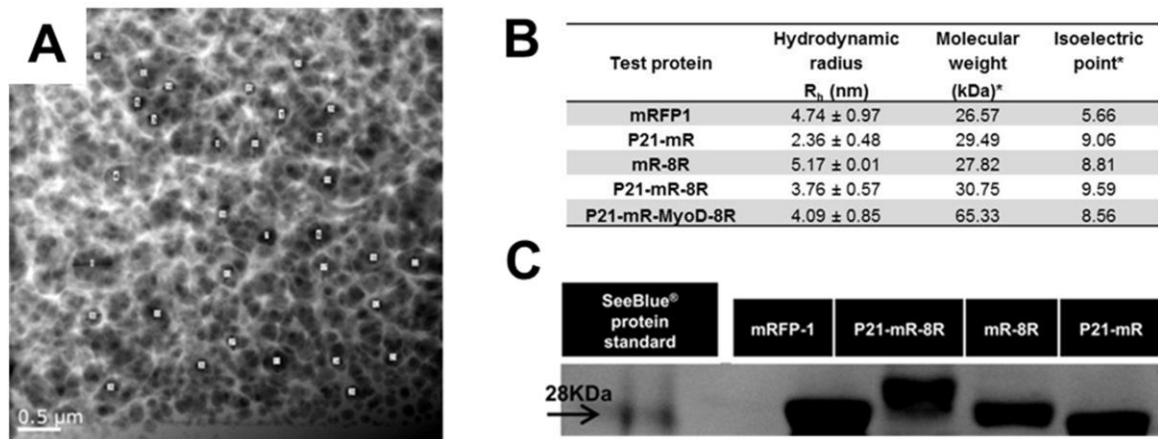 A
0.5 µm
B
Test protein
Hydrodynamic
radius
Rₕ (nm)
Molecular
weight
(kDa)*
Isoelectric
point*
mRFP1 4.74 ± 0.97 26.57 5.66
P21-mR 2.36 ± 0.48 29.49 9.06
mR-8R 5.17 ± 0.01 27.82 8.81
P21-mR-8R 3.76 ± 0.57 30.75 9.59
P21-mR-MyoD-8R 4.09 ± 0.85 65.33 8.56
C
SeeBlue®
protein
standard
mRFP-1 P21-mR-8R mR-8R P21-mR
28KDa